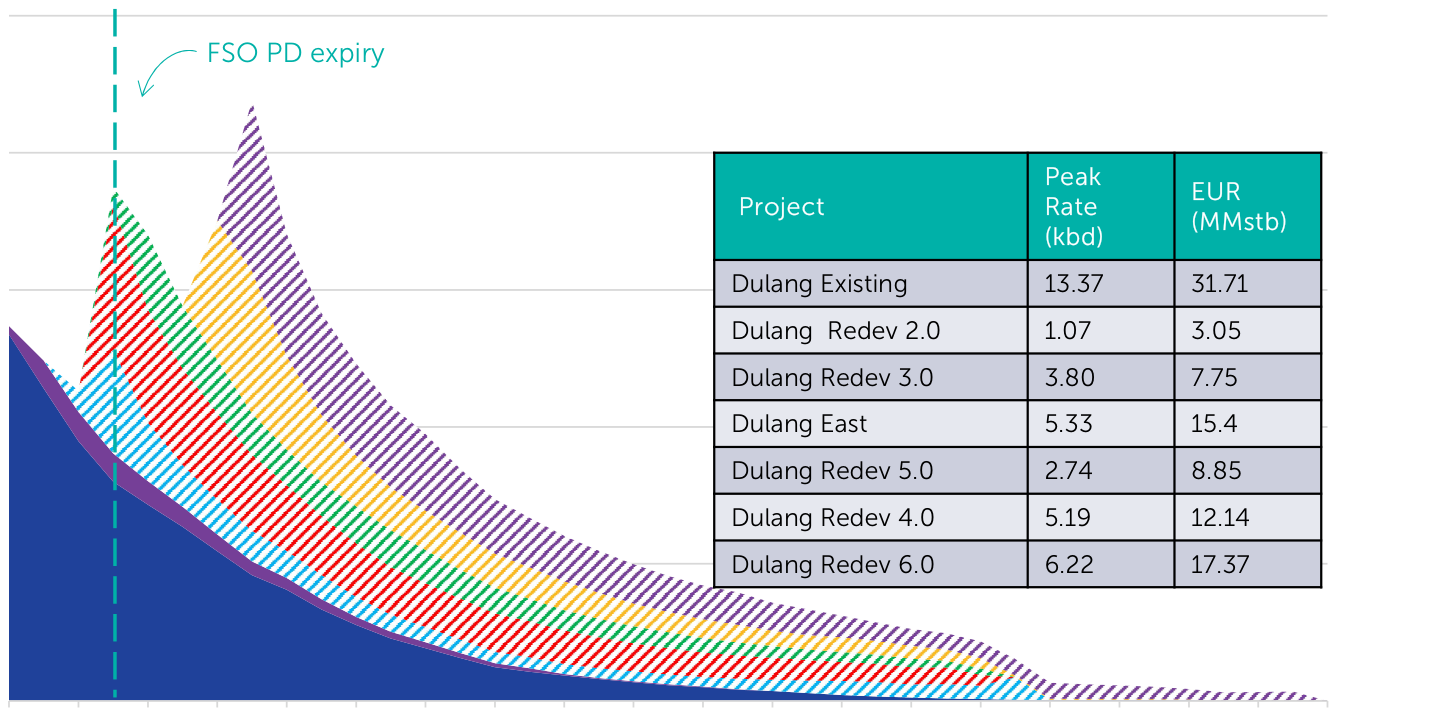 FSO PD expiry
Project
Peak
Rate
(kbd)
EUR
(MMstb)
Dulang Existing 13.37 31.71
Dulang  Redev 2.0 1.07 3.05
Dulang Redev 3.0 3.80 7.75
Dulang East 5.33 15.4
Dulang Redev 5.0 2.74 8.85
Dulang Redev 4.0 5.19 12.14
Dulang Redev 6.0 6.22 17.37